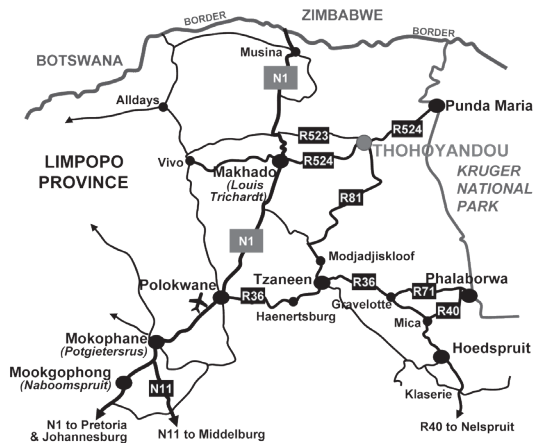 BORDER
ZIMBABWE
BORDER
BOTSWANA
Musina
N1
Alldays
Punda Maria
R523
R524
THOHOYANDOU
LIMPOPO
PROVINCE
Vivo
Makhado
(Louis
Trichardt)
R524
KRUGER
NATIONAL
PARK
R81
N1
Modjadjiskloof
Polokwane
Tzaneen
R36
R36
Haenertsburg
Gravelotte
R71
Phalaborwa
R40
Mica
Mokophane
(Potgietersrus)
Hoedspruit
Mookgophong
(Naboomspruit)
N11
Klaserie
N1 to Pretoria
& Johannesburg
N11 to Middelburg
R40 to Nelspruit